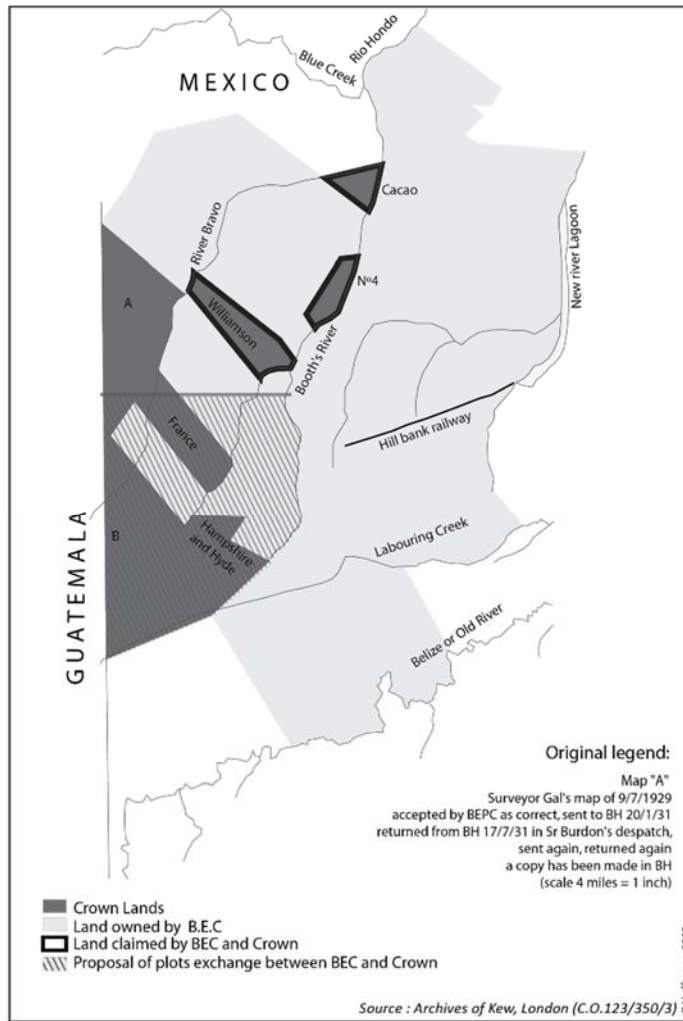 Rio Hondo
Blue Creek
MEXICO
Cacao
River Bravo
New river Lagoon
A
Nº4
Williamson
Booth's River
France
Hill bank railway
B
Hampshire
and Hyde
Labouring Creek
GUATEMALA
Belize or Old River
Original legend:
Map "A"
Surveyor Gal's map of 9/7/1929
accepted by BEPC as correct, sent to BH 20/1/31
returned from BH 17/7/31 in Sr Burdon's despatch,
sent again, returned again
a copy has been made in BH
(scale 4 miles = 1 inch)
Crown Lands
Land owned by B.E.C
Land claimed by BEC and Crown
Proposal of plots exchange between BEC and Crown
Source : Archives of Kew, London (C.O.123/350/3)